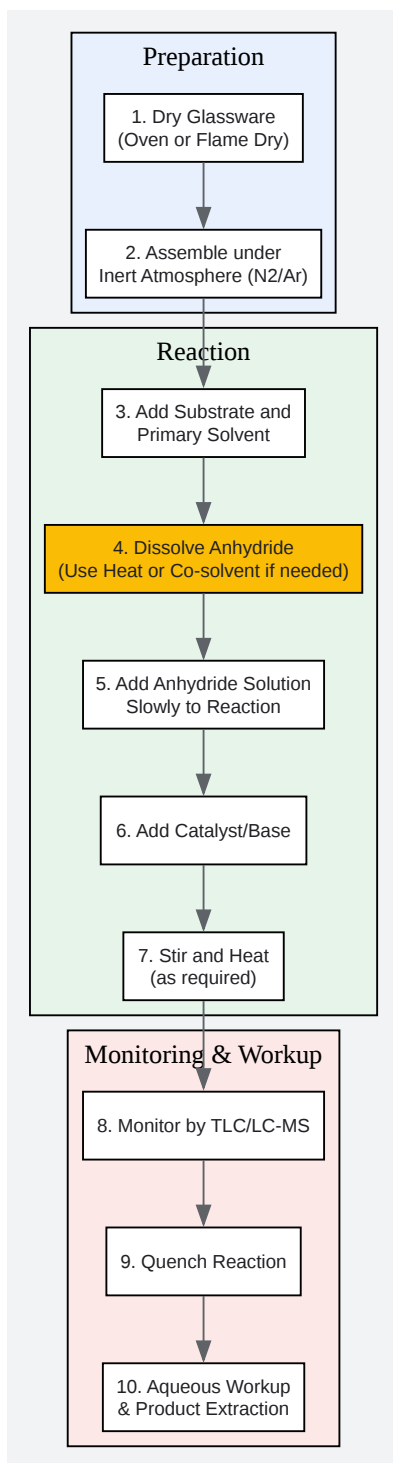 Preparation
1. Dry Glassware
(Oven or Flame Dry)
2. Assemble under
Inert Atmosphere (N2/Ar)
Reaction
3. Add Substrate and
Primary Solvent
4. Dissolve Anhydride
(Use Heat or Co-solvent if needed)
5. Add Anhydride Solution
Slowly to Reaction
6. Add Catalyst/Base
7. Stir and Heat
(as required)
Monitoring & Workup
8. Monitor by TLC/LC-MS
9. Quench Reaction
10. Aqueous Workup
& Product Extraction